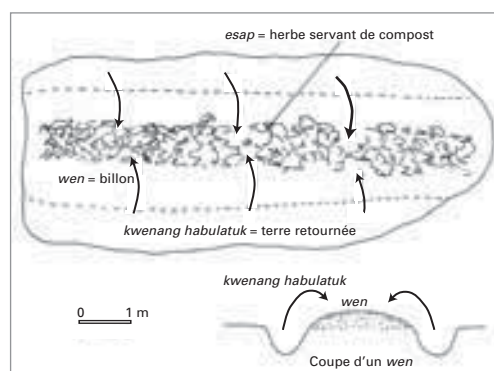 esap = herbe servant de compost
wen = billon
kwenang habulatuk = terre retournée
kwenang habulatuk
wen
0 1 m
Coupe d'un wen